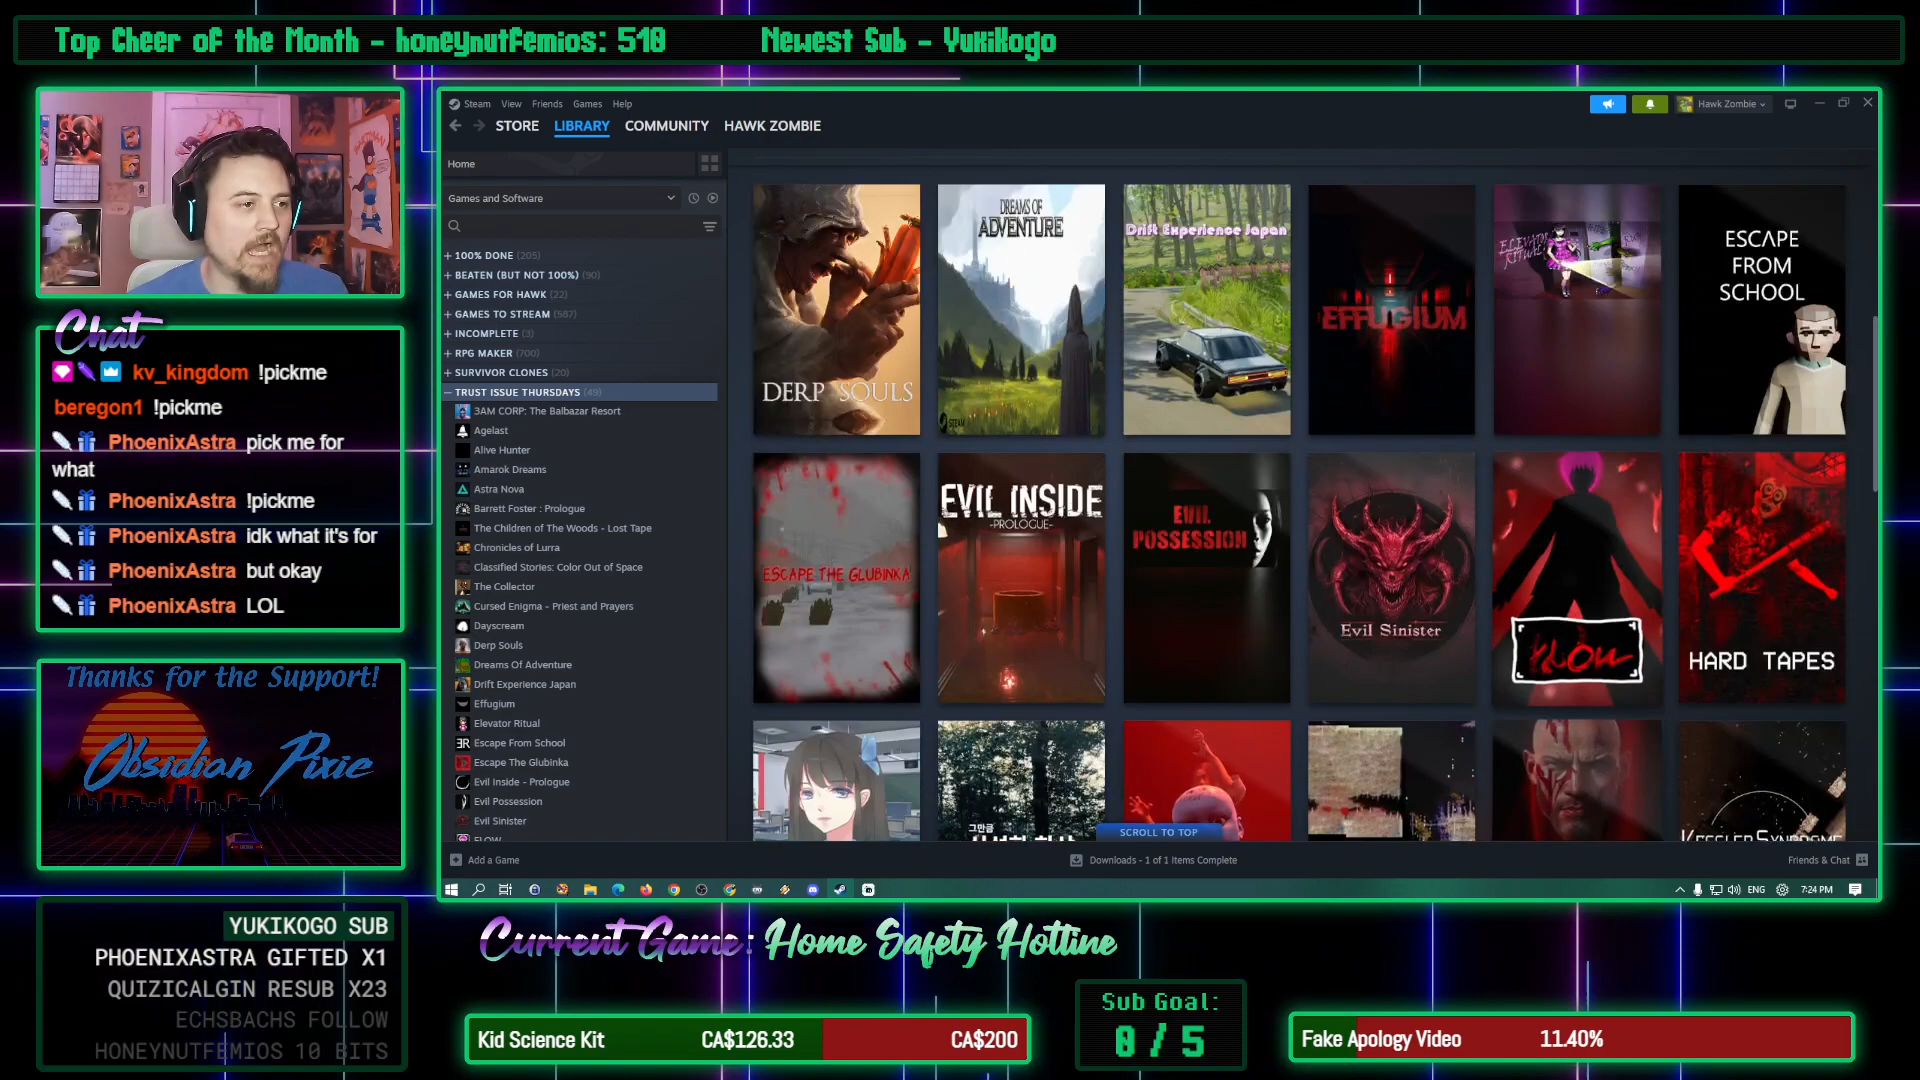 Top Cheer of the Month - honeynutfemios: 510
Newest Sub - YukiKogo
Steam View Friends Games Help
Hawk Zombie
STORE LIBRARY COMMUNITY HAWK ZOMBIE
Home
Games and Software
+ 100% DONE (205)
+ BEATEN (BUT NOT 100%) (90)
+ GAMES FOR HAWK (22)
+ GAMES TO STREAM (587)
+ INCOMPLETE (3)
+ RPG MAKER (700)
+ SURVIVOR CLONES (20)
– TRUST ISSUE THURSDAYS (49)
3AM CORP: The Balbazar Resort
Agelast
Alive Hunter
Amarok Dreams
Astra Nova
Barrett Foster : Prologue
The Children of The Woods - Lost Tape
Chronicles of Lurra
Classified Stories: Color Out of Space
The Collector
Cursed Enigma - Priest and Prayers
Dayscream
Derp Souls
Dreams Of Adventure
Drift Experience Japan
Effugium
Elevator Ritual
Escape From School
Escape The Glubinka
Evil Inside - Prologue
Evil Possession
Evil Sinister
FLOW
DERP SOULS
DREAMS OF
ADVENTURE
STEAM
Drift Experience Japan
EFFUGIUM
ELEVATOR
RITUAL
ESCAPE
FROM
SCHOOL
ESCAPE THE GLUBINKA
EVIL INSIDE
-PROLOGUE-
EVIL
POSSESSION
Evil Sinister
FLOW
HARD TAPES
그만큼
KESSLER SYNDROME
SCROLL TO TOP
Add a Game
Downloads - 1 of 1 Items Complete
Friends & Chat
ENG
7:24 PM
Chat
kv_kingdom !pickme
beregon1 !pickme
PhoenixAstra pick me for
what
PhoenixAstra !pickme
PhoenixAstra idk what it's for
PhoenixAstra but okay
PhoenixAstra LOL
Thanks for the Support!
Obsidian Pixie
YUKIKOGO SUB
PHOENIXASTRA GIFTED X1
QUIZICALGIN RESUB X23
ECHSBACHS FOLLOW
HONEYNUTFEMIOS 10 BITS
Current Game: Home Safety Hotline
Kid Science Kit CA$126.33 CA$200
Sub Goal:
0 / 5
Fake Apology Video 11.40%